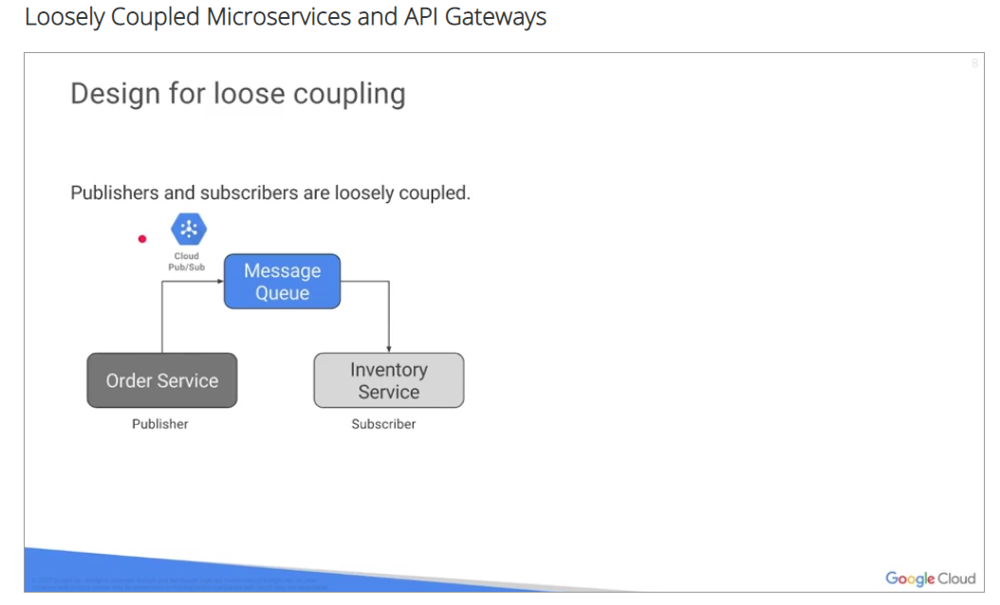 Loosely Coupled Microservices and API Gateways
8
Design for loose coupling
Publishers and subscribers are loosely coupled.
Cloud
Pub/Sub
Message
Queue
Order Service
Inventory
Service
Publisher
Subscriber
Google Cloud